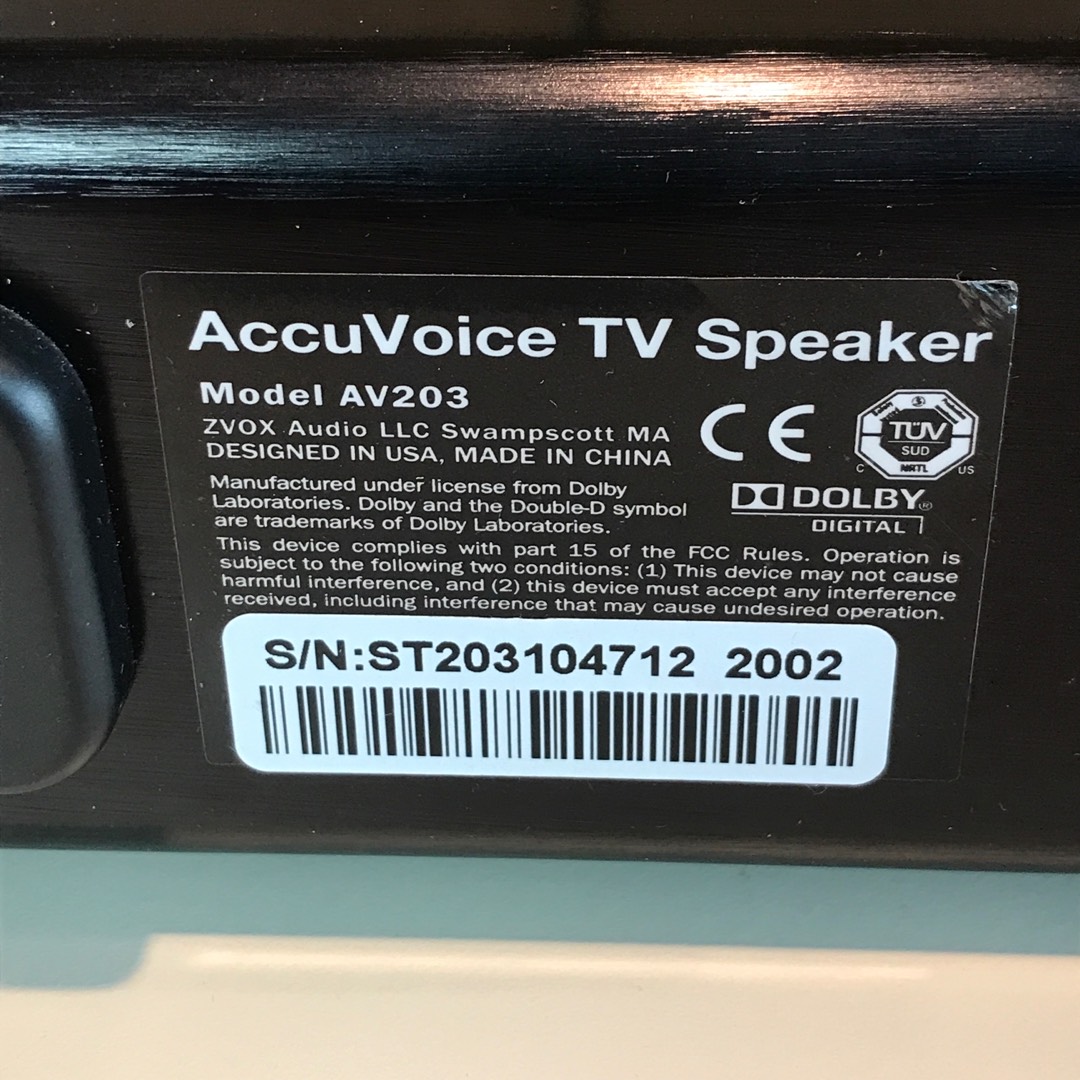 AccuVoice TV Speaker
Model AV203
ZVOX Audio LLC Swampscott MA
DESIGNED IN USA, MADE IN CHINA
CE
TÜV
SUD
NRTL
C US
Manufactured under license from Dolby
Laboratories. Dolby and the Double-D symbol
are trademarks of Dolby Laboratories.
DOLBY®
DIGITAL
This device complies with part 15 of the FCC Rules. Operation is
subject to the following two conditions: (1) This device may not cause
harmful interference, and (2) this device must accept any interference
received, including interference that may cause undesired operation.
S/N:ST203104712 2002